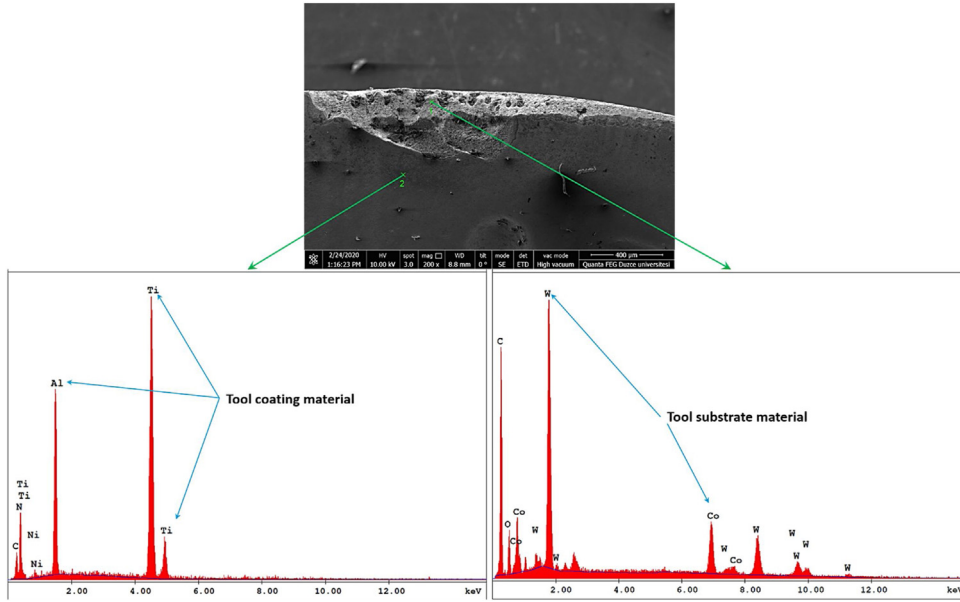 1
2
2/24/2020
1:16:23 PM
HV
10.00 kV
spot
3.0
mag
200 x
WD
8.8 mm
tilt
0 °
mode
SE
det
ETD
vac mode
High vacuum
400 µm
Quanta FEG Duzce universitesi
Ti
Al
Tool coating material
Ti
Ti
N
Ni
C
Ni
Ti
2.00
4.00
6.00
8.00
10.00
12.00
keV
W
C
Tool substrate material
O
Co
Co
W
W
Co
W
Co
W
W
W
W
W
2.00
4.00
6.00
8.00
10.00
12.00
keV